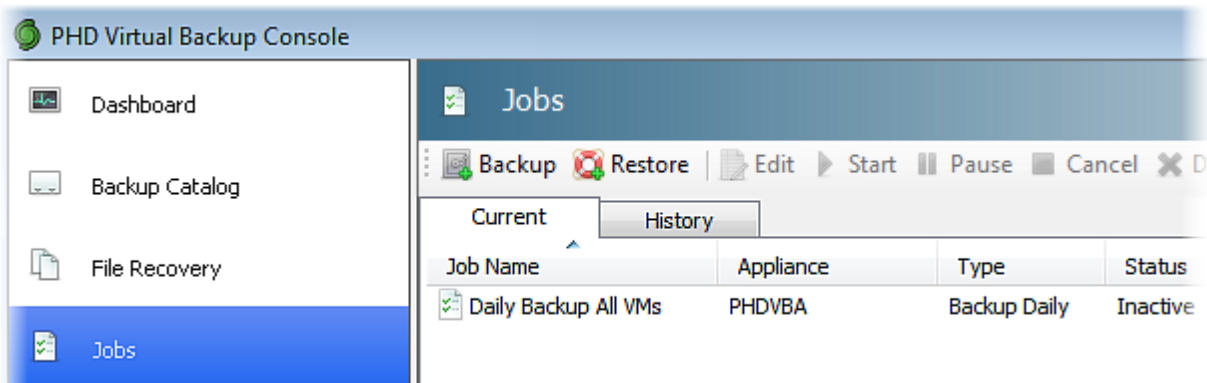 PHD Virtual Backup Console
Dashboard
Backup Catalog
File Recovery
Jobs
Jobs
Backup Restore Edit Start Pause Cancel
Current History
Job Name Appliance Type Status
Daily Backup All VMs PHDVBA Backup Daily Inactive